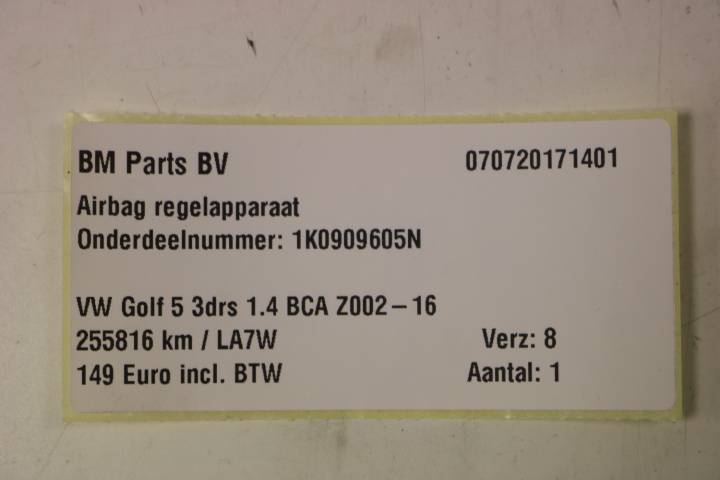 BM Parts BV 070720171401
Airbag regelapparaat
Onderdeelnummer: 1K0909605N
VW Golf 5 3drs 1.4 BCA Z002-16
255816 km / LA7W Verz: 8
149 Euro incl. BTW Aantal: 1